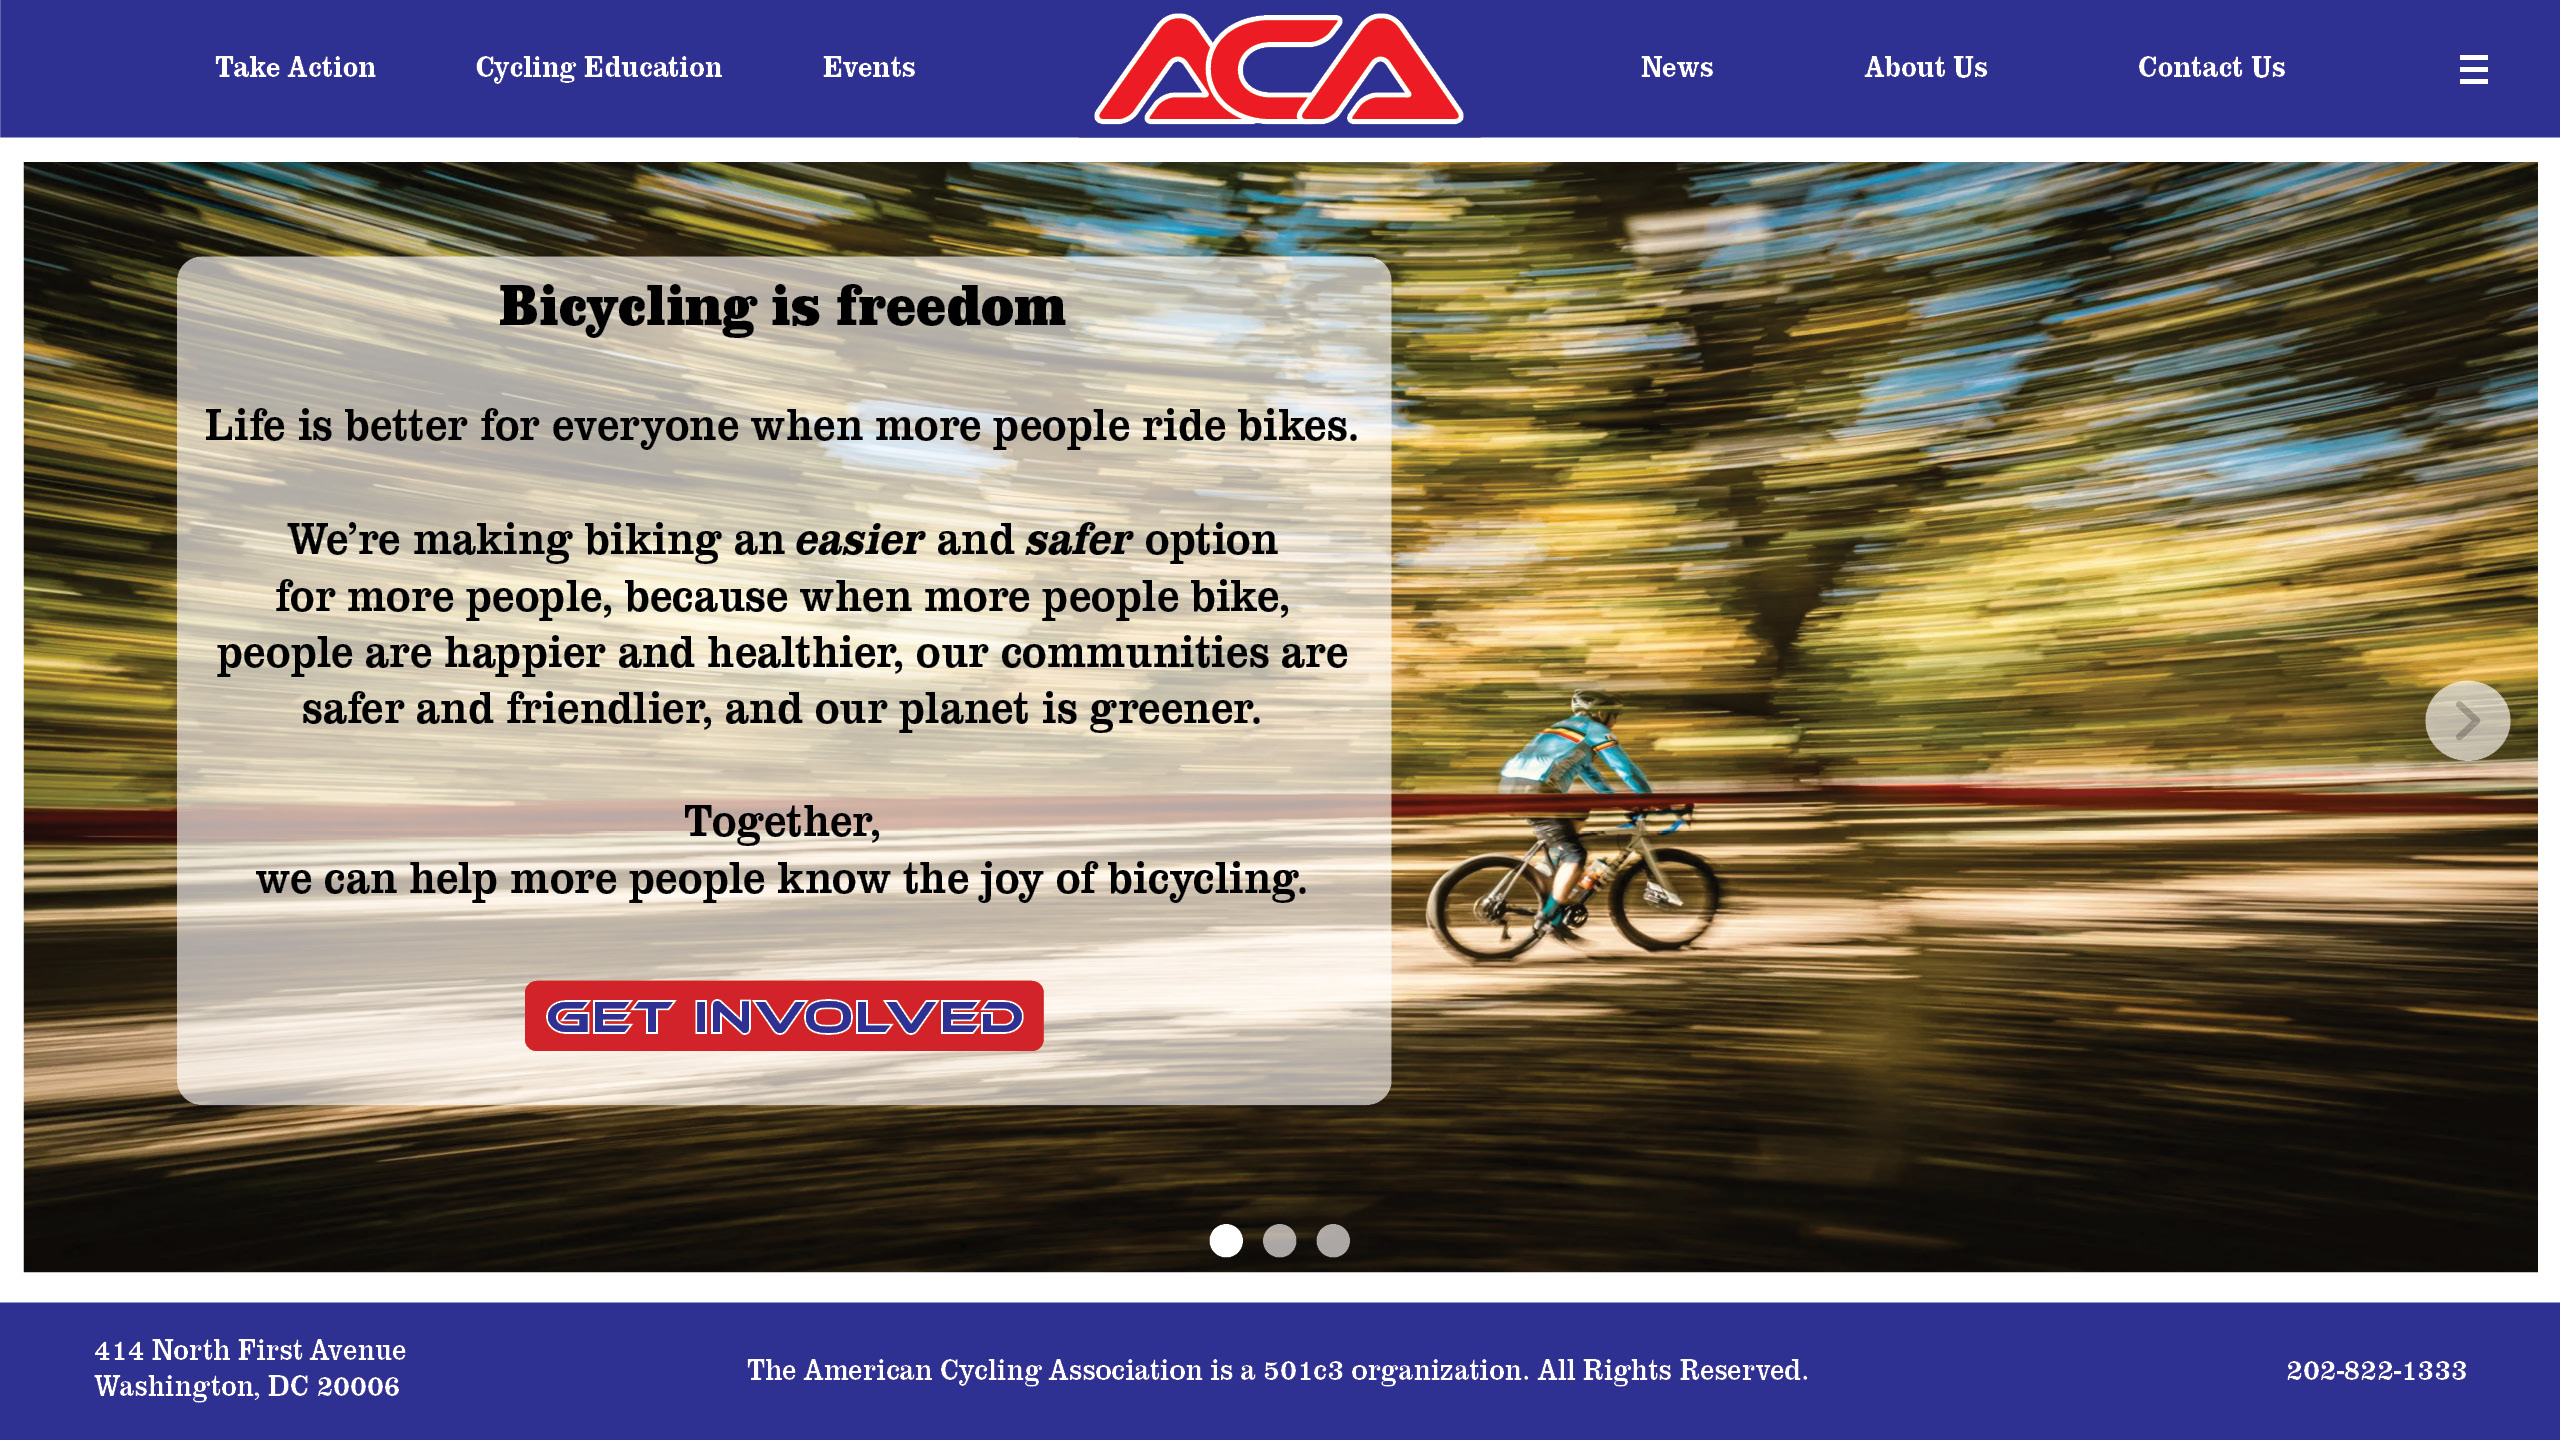 Take Action
Cycling Education
Events
ACA
News
About Us
Contact Us
Bicycling is freedom
Life is better for everyone when more people ride bikes.
We’re making biking an easier and safer option
for more people, because when more people bike,
people are happier and healthier, our communities are
safer and friendlier, and our planet is greener.
Together,
we can help more people know the joy of bicycling.
GET INVOLVED
414 North First Avenue
Washington, DC 20006
The American Cycling Association is a 501c3 organization. All Rights Reserved.
202-822-1333